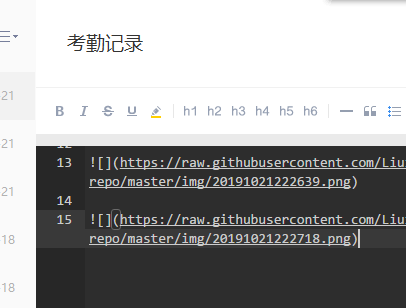 考勤记录
21
B I S U h1 h2 h3 h4 h5 h6
12
13 ![](https://raw.githubusercontent.com/Liu
repo/master/img/20191021222639.png)
21
14
21
15 ![](https://raw.githubusercontent.com/Liu
18 repo/master/img/20191021222718.png)
18